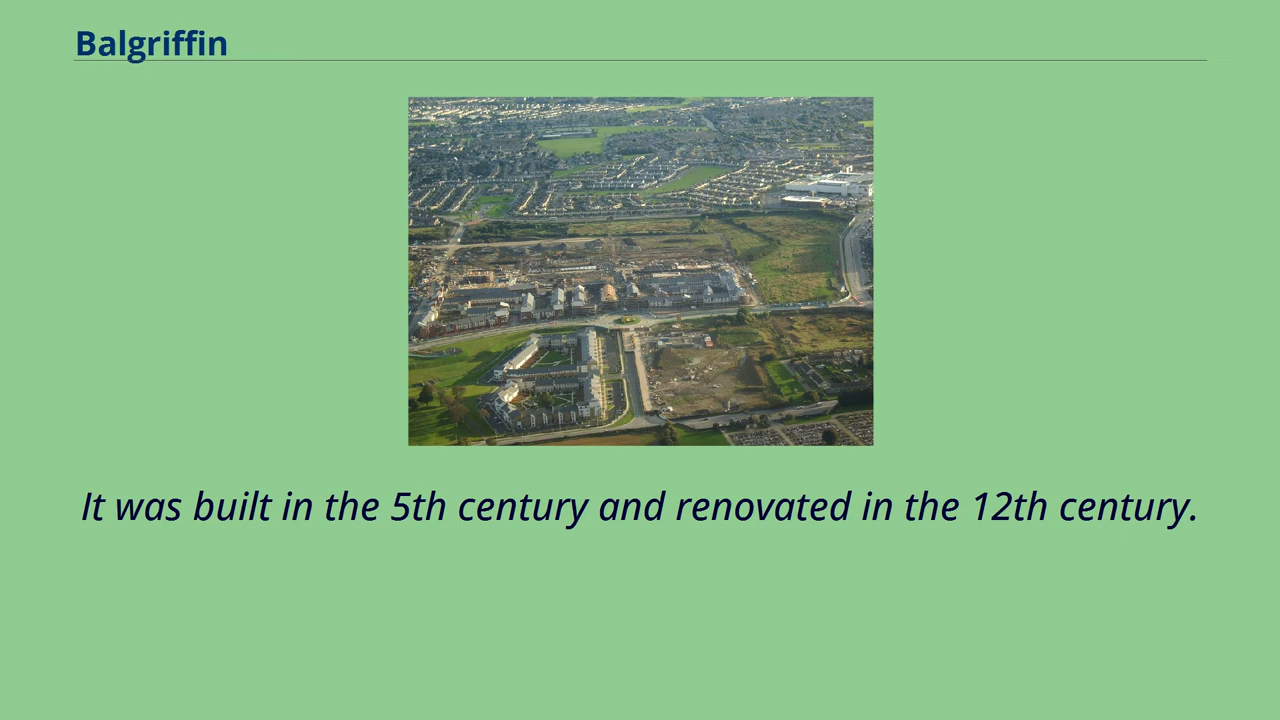 Balgriffin
It was built in the 5th century and renovated in the 12th century.